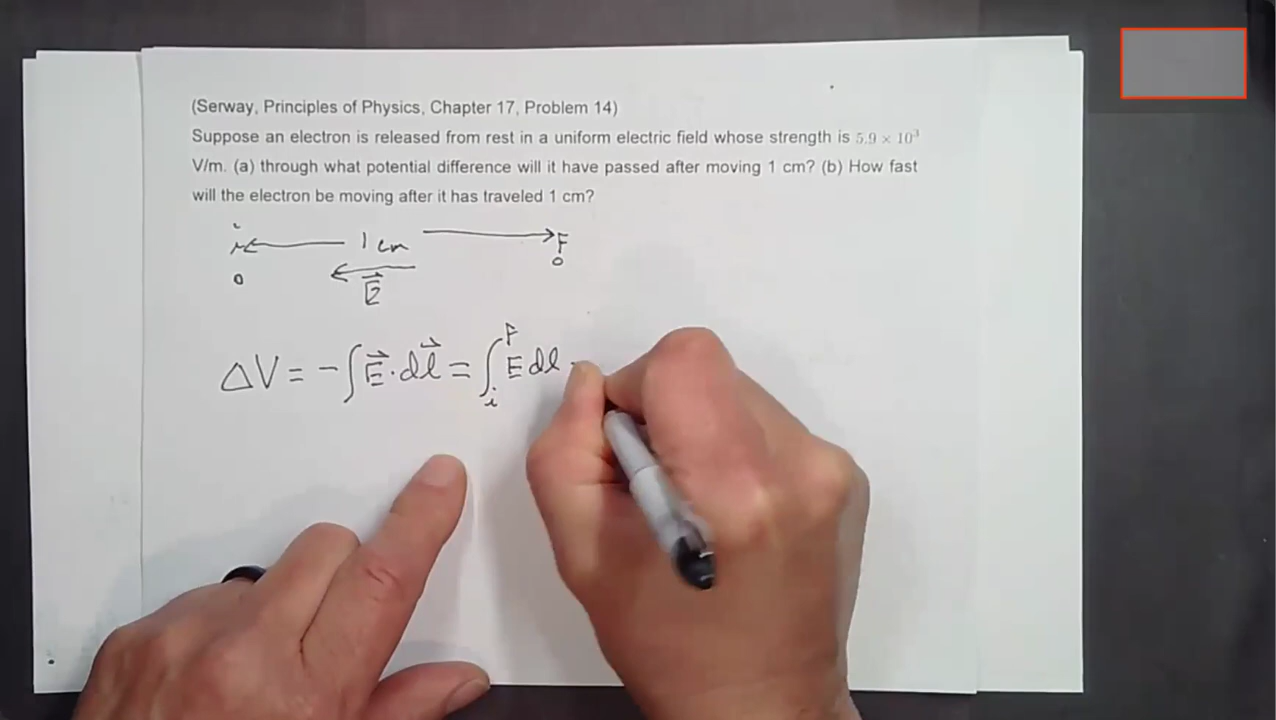 (Serway, Principles of Physics, Chapter 17, Problem 14)
Suppose an electron is released from rest in a uniform electric field whose strength is 5.9 × 10³
V/m. (a) through what potential difference will it have passed after moving 1 cm? (b) How fast
will the electron be moving after it has traveled 1 cm?
i 1 cm F
E⃗
ΔV = -∫E⃗·dl⃗ = ∫ᵢᶠ E dl